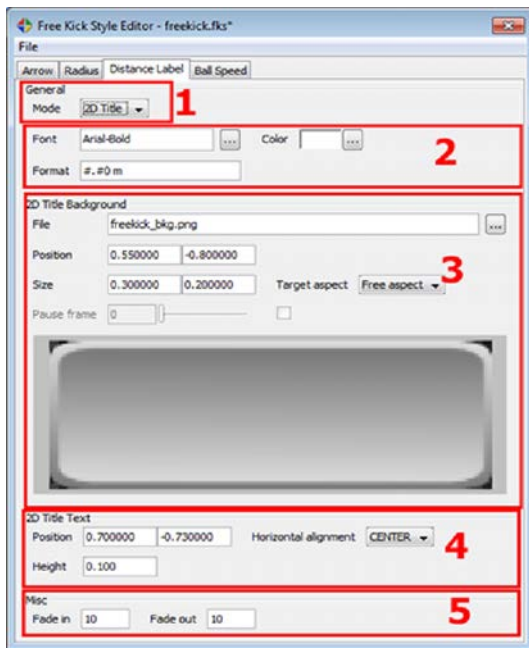 Free Kick Style Editor - freekick.fks*
File
Arrow Radius Distance Label Ball Speed
General
Mode 2D Title 1
Font Arial-Bold ... Color ... 2
Format #.#0 m
2D Title Background
File freekick_bkg.png ...
Position 0.550000 -0.800000 3
Size 0.300000 0.200000 Target aspect Free aspect
Pause frame 0
2D Title Text
Position 0.700000 -0.730000 Horizontal alignment CENTER 4
Height 0.100
Misc
Fade in 10 Fade out 10 5